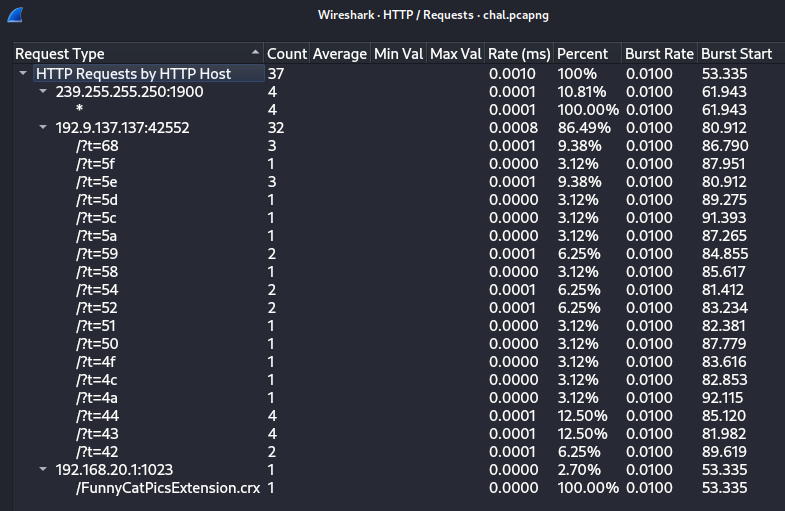 Wireshark · HTTP / Requests · chal.pcapng
Request Type Count Average Min Val Max Val Rate (ms) Percent Burst Rate Burst Start
HTTP Requests by HTTP Host 37 0.0010 100% 0.0100 53.335
239.255.255.250:1900 4 0.0001 10.81% 0.0100 61.943
* 4 0.0001 100.00% 0.0100 61.943
192.9.137.137:42552 32 0.0008 86.49% 0.0100 80.912
/?t=68 3 0.0001 9.38% 0.0100 86.790
/?t=5f 1 0.0000 3.12% 0.0100 87.951
/?t=5e 3 0.0001 9.38% 0.0100 80.912
/?t=5d 1 0.0000 3.12% 0.0100 89.275
/?t=5c 1 0.0000 3.12% 0.0100 91.393
/?t=5a 1 0.0000 3.12% 0.0100 87.265
/?t=59 2 0.0001 6.25% 0.0100 84.855
/?t=58 1 0.0000 3.12% 0.0100 85.617
/?t=54 2 0.0001 6.25% 0.0100 81.412
/?t=52 2 0.0001 6.25% 0.0100 83.234
/?t=51 1 0.0000 3.12% 0.0100 82.381
/?t=50 1 0.0000 3.12% 0.0100 87.779
/?t=4f 1 0.0000 3.12% 0.0100 83.616
/?t=4c 1 0.0000 3.12% 0.0100 82.853
/?t=4a 1 0.0000 3.12% 0.0100 92.115
/?t=44 4 0.0001 12.50% 0.0100 85.120
/?t=43 4 0.0001 12.50% 0.0100 81.982
/?t=42 2 0.0001 6.25% 0.0100 89.619
192.168.20.1:1023 1 0.0000 2.70% 0.0100 53.335
/FunnyCatPicsExtension.crx 1 0.0000 100.00% 0.0100 53.335